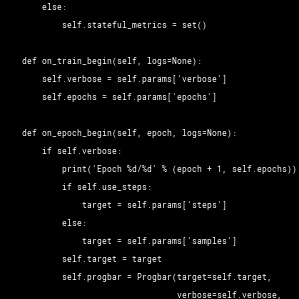 else:
self.stateful_metrics = set()
def on_train_begin(self, logs=None):
self.verbose = self.params['verbose']
self.epochs = self.params['epochs']
def on_epoch_begin(self, epoch, logs=None):
if self.verbose:
print('Epoch %d/%d' % (epoch + 1, self.epochs))
if self.use_steps:
target = self.params['steps']
else:
target = self.params['samples']
self.target = target
self.progbar = Progbar(target=self.target,
verbose=self.verbose,